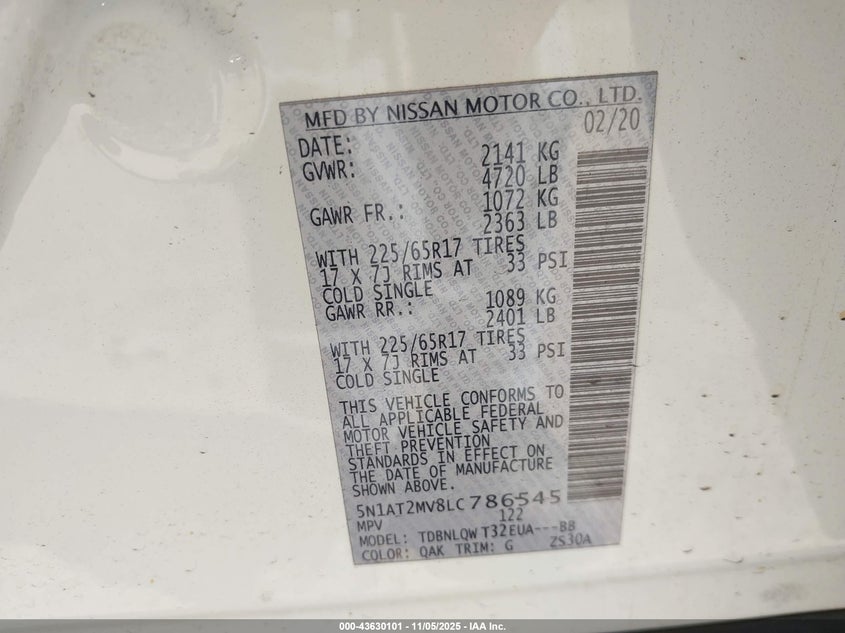 MFD BY NISSAN MOTOR CO., LTD.
DATE: 02/20
GVWR: 2141 KG
4720 LB
GAWR FR.: 1072 KG
2363 LB
WITH 225/65R17 TIRES
17 X 7J RIMS AT 33 PSI
COLD SINGLE
GAWR RR.: 1089 KG
2401 LB
WITH 225/65R17 TIRES
17 X 7J RIMS AT 33 PSI
COLD SINGLE
THIS VEHICLE CONFORMS TO
ALL APPLICABLE FEDERAL
MOTOR VEHICLE SAFETY AND
THEFT PREVENTION
STANDARDS IN EFFECT ON
THE DATE OF MANUFACTURE
SHOWN ABOVE.
5N1AT2MV8LC786545
MPV 122
MODEL: TDBNLQW T32EUA---BB
COLOR: QAK TRIM: G ZS30A
000-43630101 - 11/05/2025 - IAA Inc.